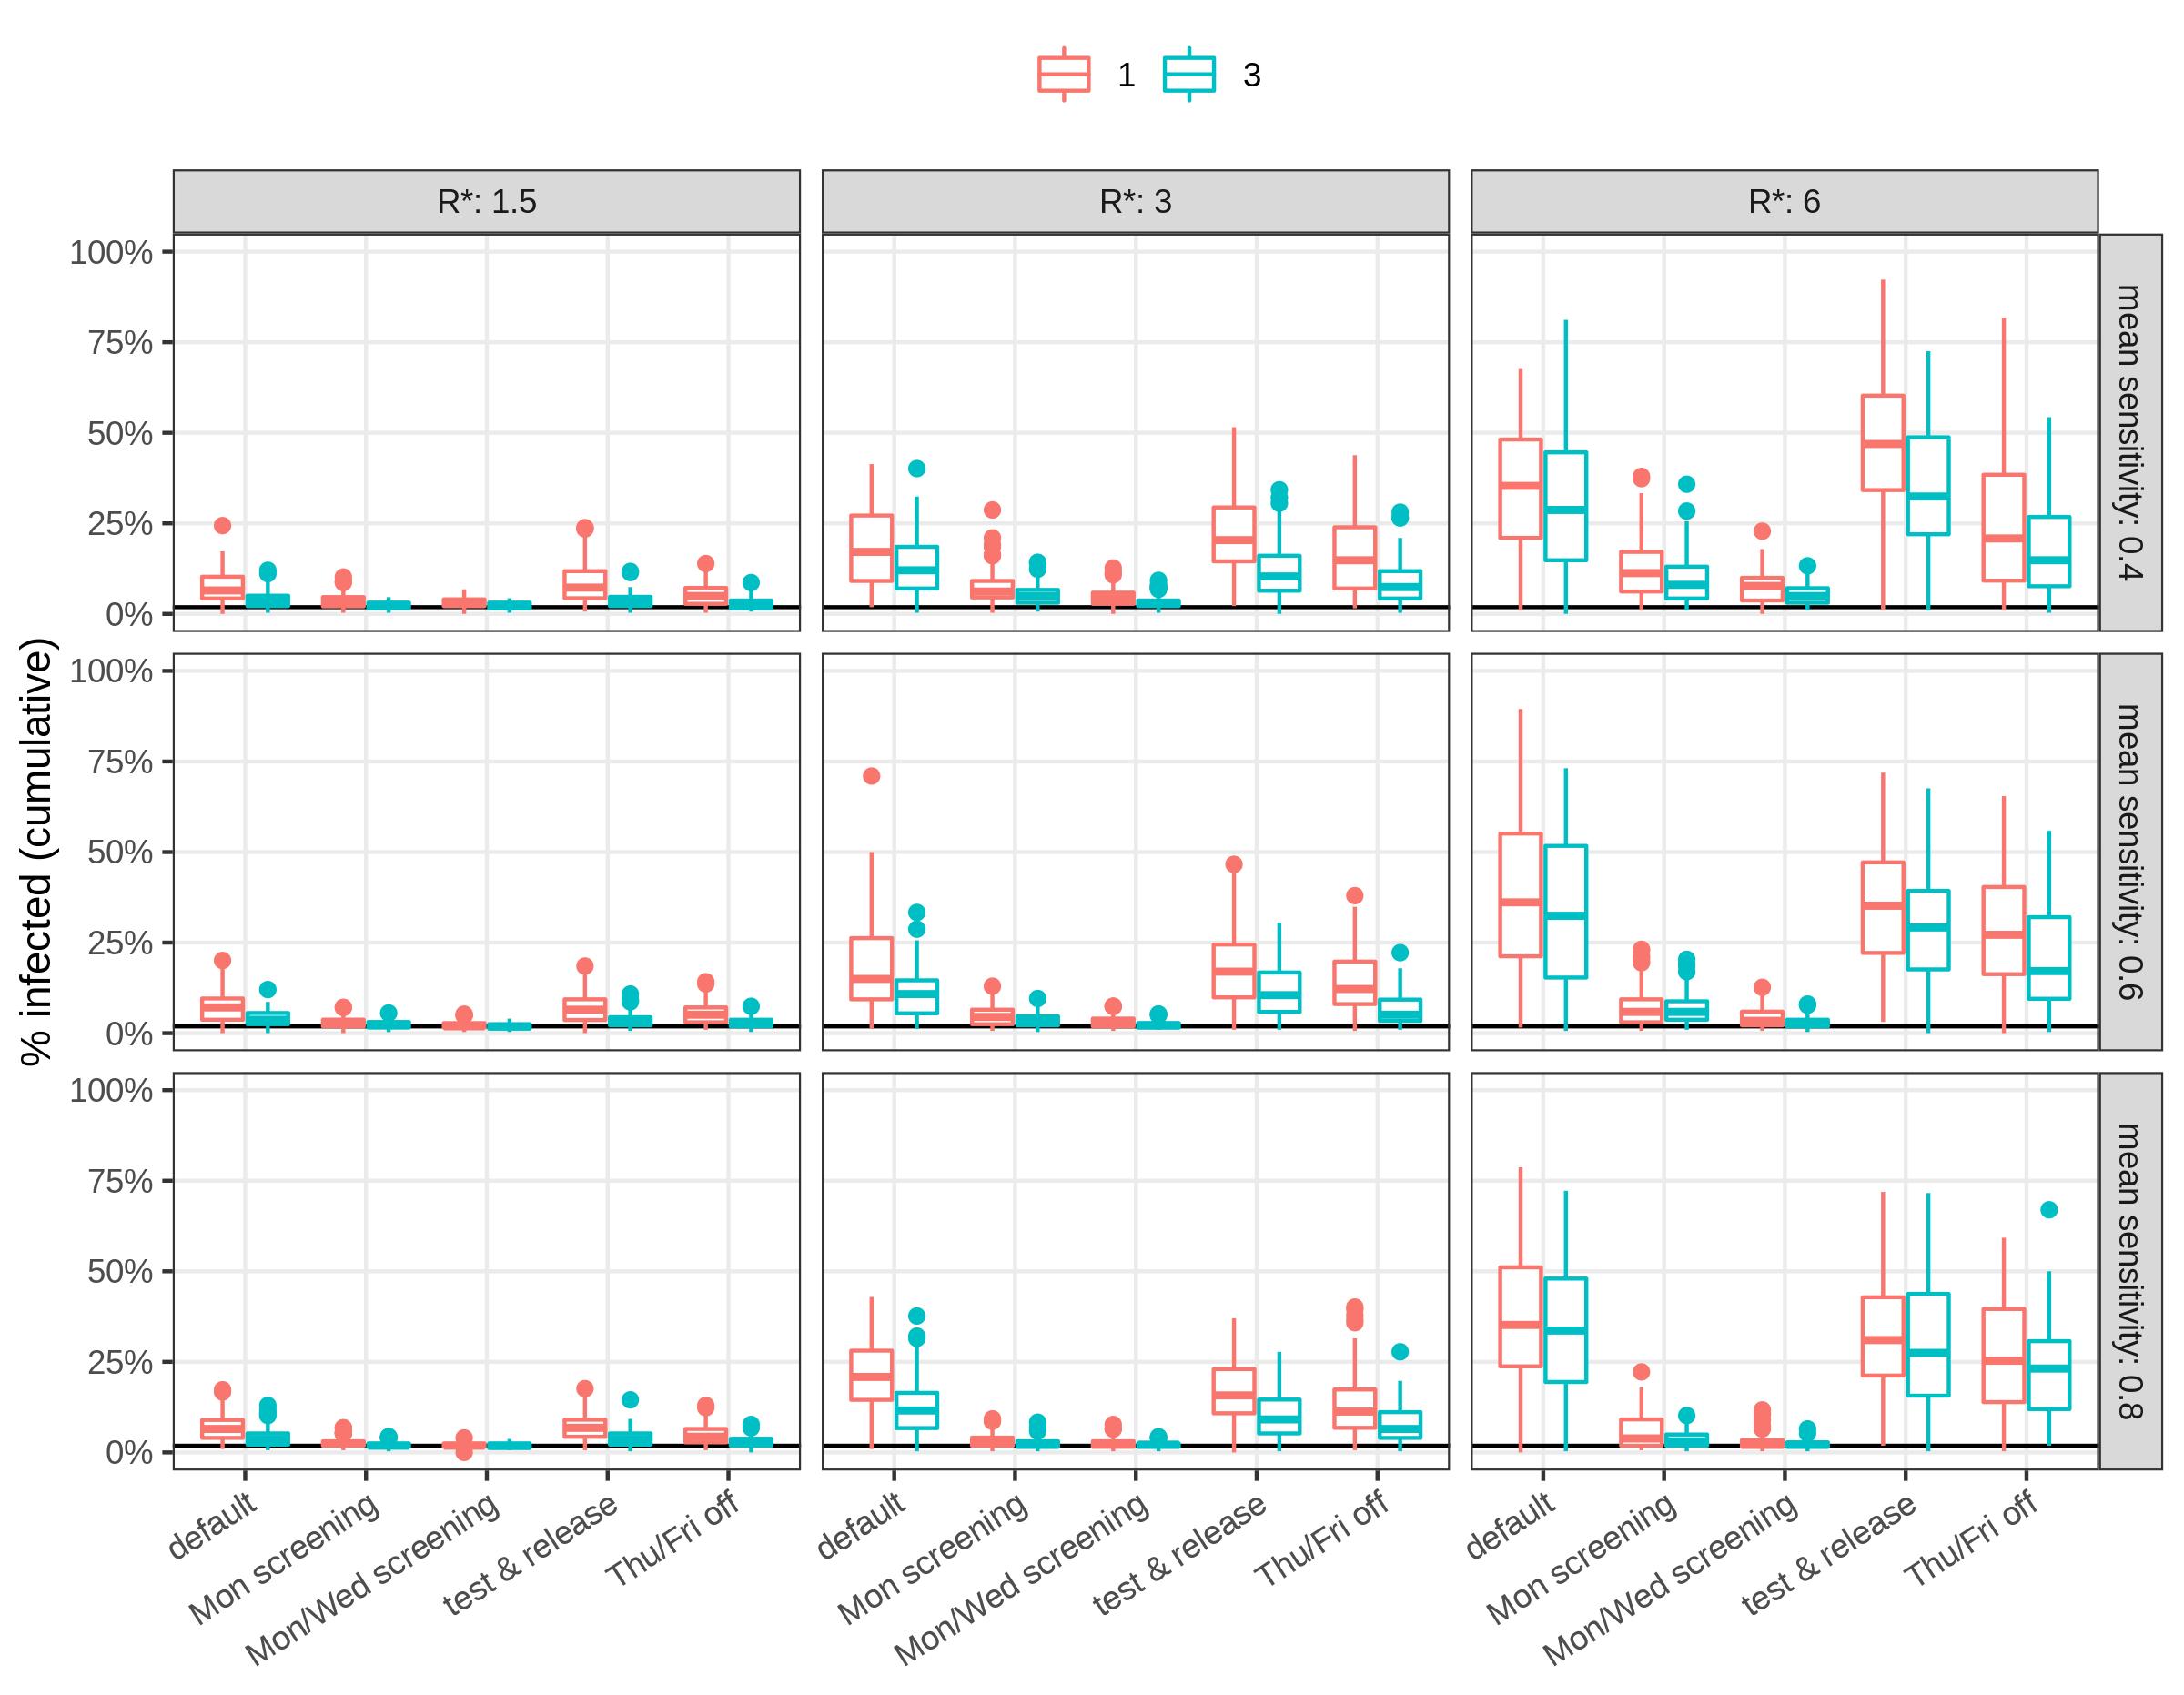 1 3
R*: 1.5 R*: 3 R*: 6
100%
75%
50%
25%
0%
mean sensitivity: 0.4
% infected (cumulative)
100%
75%
50%
25%
0%
mean sensitivity: 0.6
100%
75%
50%
25%
0%
mean sensitivity: 0.8
default
Mon screening
Mon/Wed screening
test & release
Thu/Fri off
default
Mon screening
Mon/Wed screening
test & release
Thu/Fri off
default
Mon screening
Mon/Wed screening
test & release
Thu/Fri off